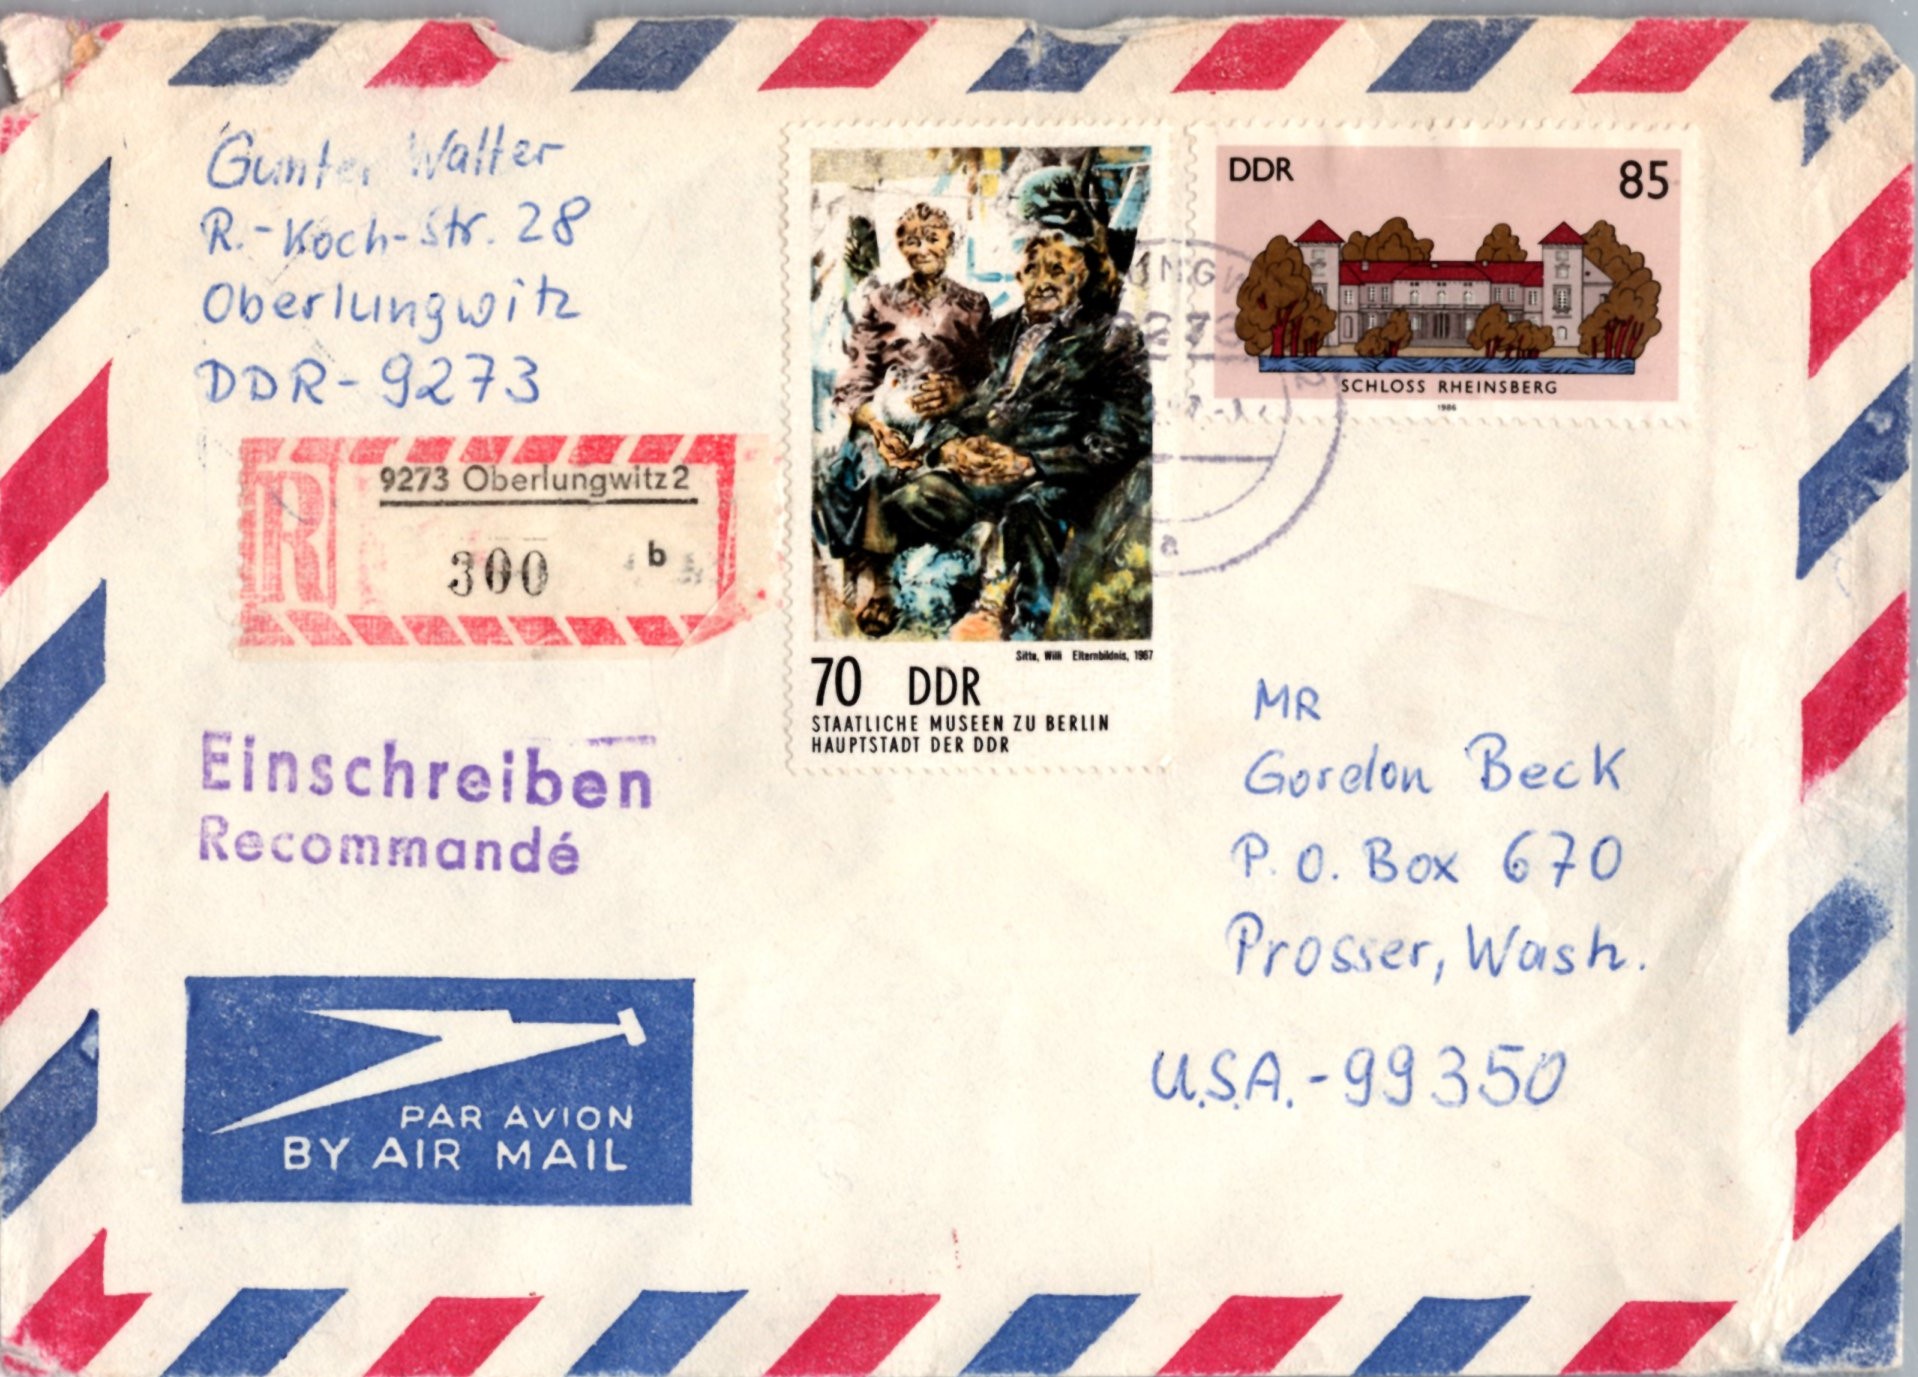 Gunter Walter
R.-Koch-Str. 28
Oberlungwitz
DDR-9273
R
9273 Oberlungwitz 2
300
b
Einschreiben
Recommandé
PAR AVION
BY AIR MAIL
Sitte, Willi Elternbildnis, 1967
70 DDR
STAATLICHE MUSEEN ZU BERLIN
HAUPTSTADT DER DDR
DDR 85
SCHLOSS RHEINSBERG
1986
a
MR
Gordon Beck
P.O. Box 670
Prosser, Wash.
U.S.A.-99350